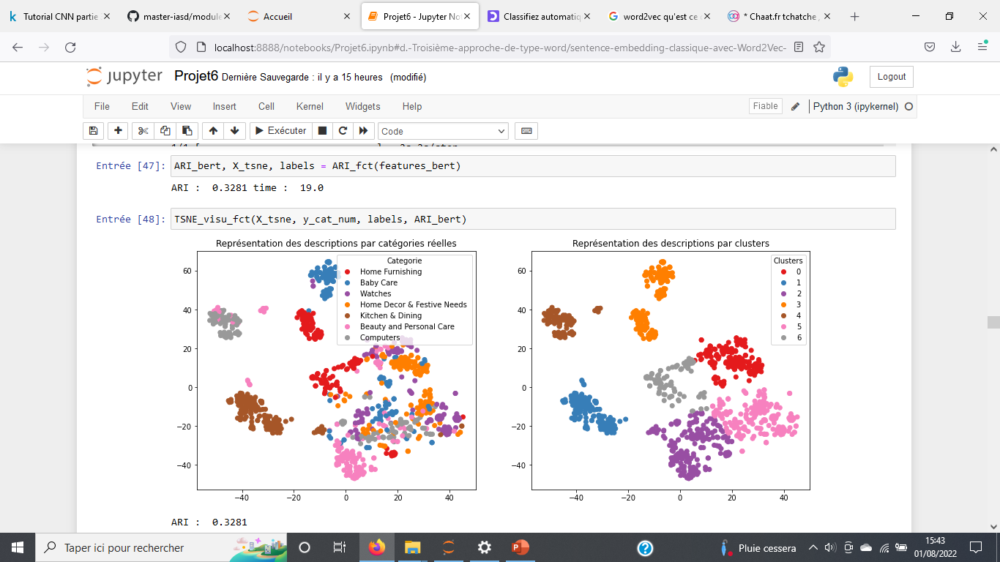 Tutorial CNN partie
master-iasd/module
Accueil
Projet6 - Jupyter No
Classifiez automatiq
word2vec qu'est ce
* Chaat.fr tchatche
localhost:8888/notebooks/Projet6.ipynb#d.-Troisième-approche-de-type-word/sentence-embedding-classique-avec-Word2Vec-
jupyter Projet6 Dernière Sauvegarde : il y a 15 heures (modifié)
Logout
File Edit View Insert Cell Kernel Widgets Help
Fiable
Python 3 (ipykernel)
Exécuter
Code
Entrée [47]: ARI_bert, X_tsne, labels = ARI_fct(features_bert)
ARI : 0.3281 time : 19.0
Entrée [48]: TSNE_visu_fct(X_tsne, y_cat_num, labels, ARI_bert)
Représentation des descriptions par catégories réelles
60
40
20
0
−20
−40
−40 −20 0 20 40
Categorie
Home Furnishing
Baby Care
Watches
Home Decor & Festive Needs
Kitchen & Dining
Beauty and Personal Care
Computers
Représentation des descriptions par clusters
60
40
20
0
−20
−40
−40 −20 0 20 40
Clusters
0
1
2
3
4
5
6
ARI : 0.3281
Taper ici pour rechercher
Pluie cessera
15:43
01/08/2022